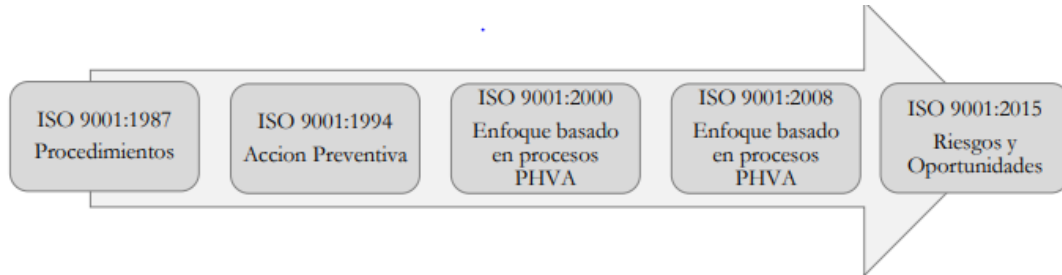 ISO 9001:1987
Procedimientos
ISO 9001:1994
Accion Preventiva
ISO 9001:2000
Enfoque basado
en procesos
PHVA
ISO 9001:2008
Enfoque basado
en procesos
PHVA
ISO 9001:2015
Riesgos y
Oportunidades